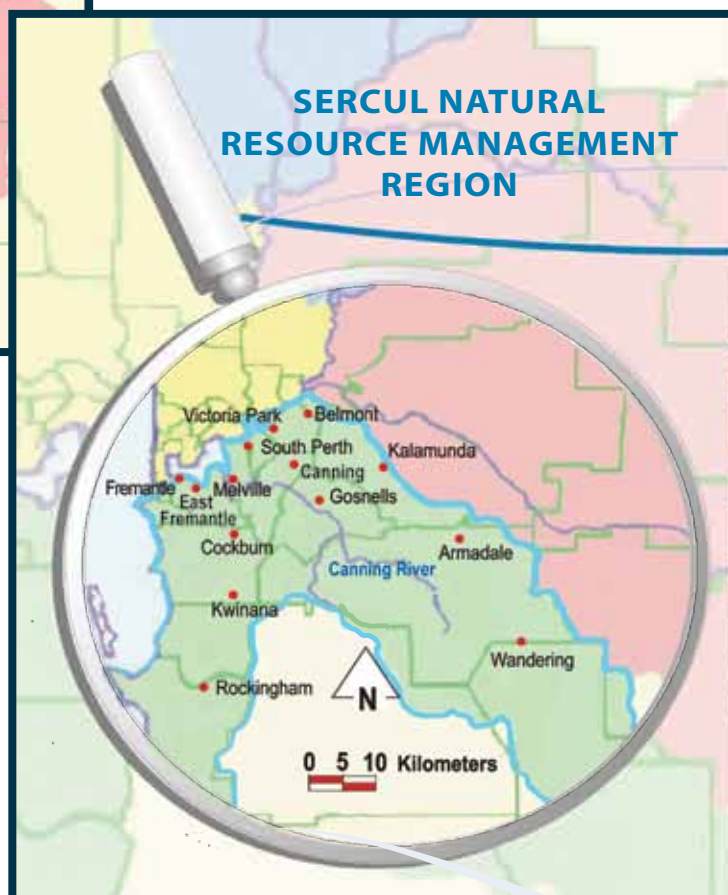 SERCUL NATURAL
RESOURCE MANAGEMENT
REGION
Victoria Park
Belmont
South Perth
Kalamunda
Canning
Fremantle
Melville
Gosnells
East
Fremantle
Cockburn
Armadale
Canning River
Kwinana
Wandering
Rockingham
N
0 5 10 Kilometers